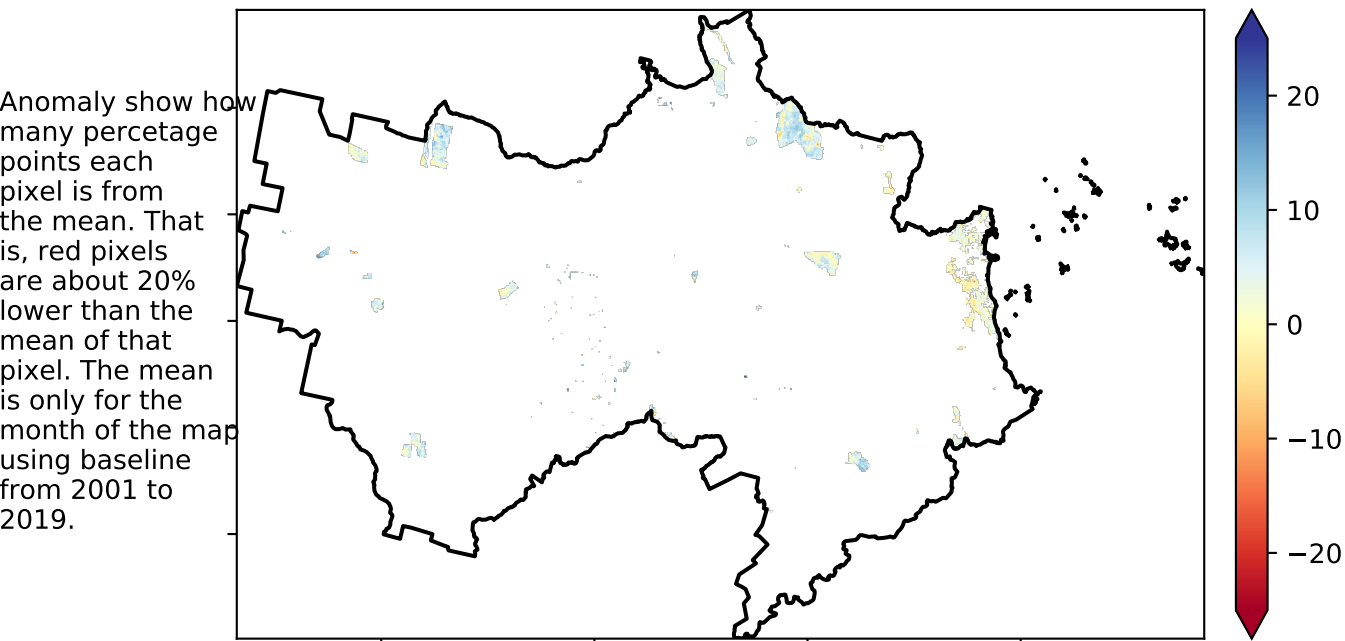 Anomaly show how
many percetage
points each
pixel is from
the mean. That
is, red pixels
are about 20%
lower than the
mean of that
pixel. The mean
is only for the
month of the map
using baseline
from 2001 to
2019.
20
10
0
−10
−20